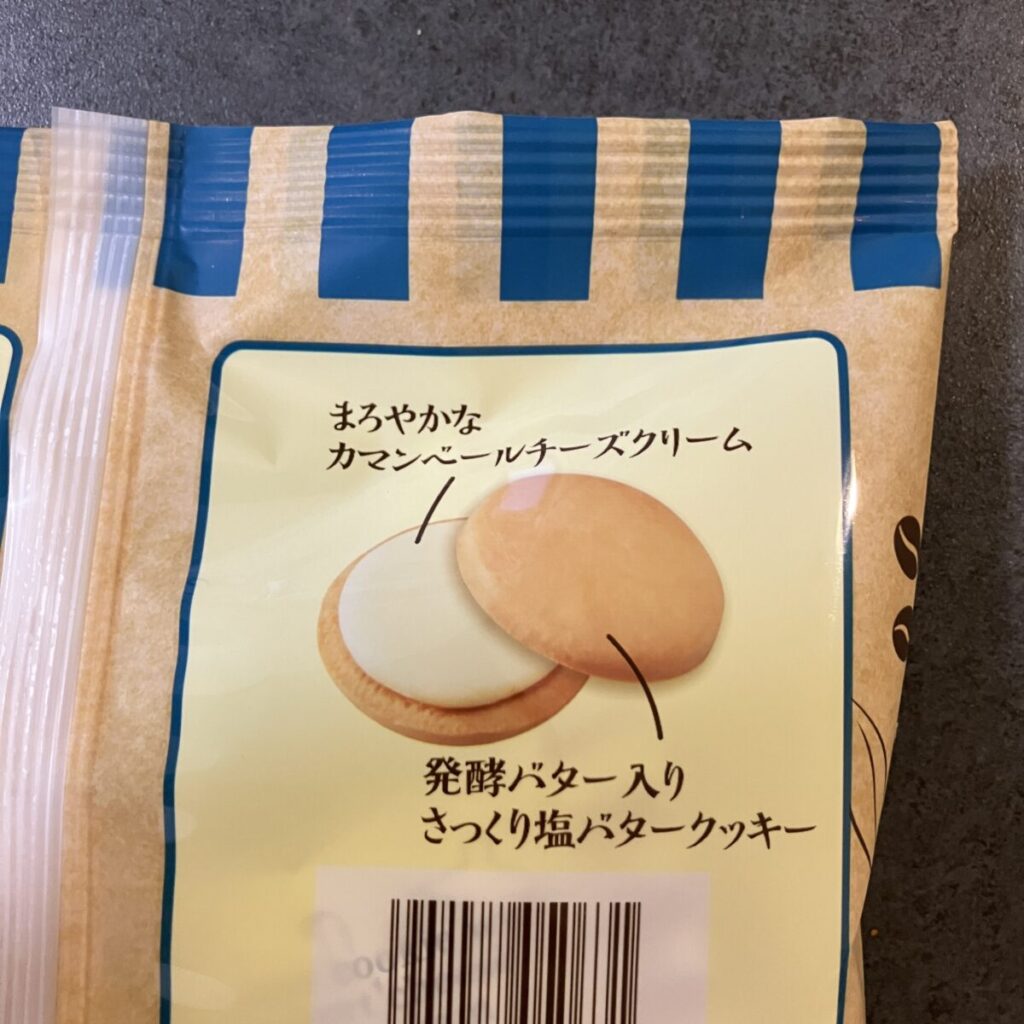 まろやかな
カマンベールチーズクリーム
発酵バター入り
さっくり塩バタークッキー